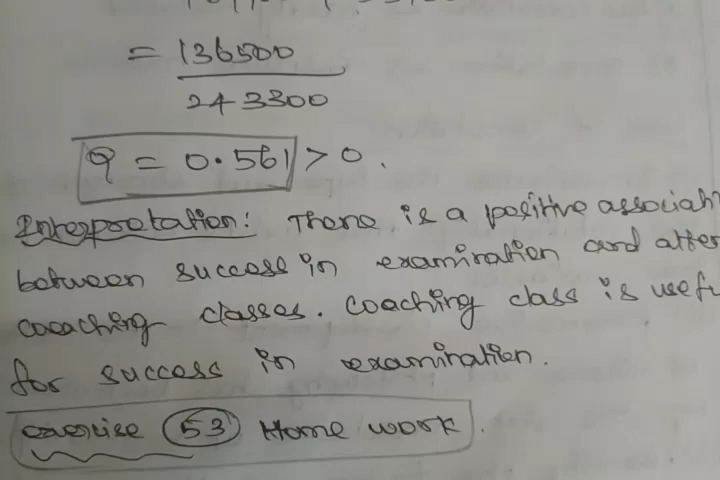 = 136500
243300
Q = 0.561 > 0.
Interpretation: There is a positive associati
between success in examination and atten
coaching classes. coaching class is usef
for success in examination.
exercise 53 Home work.